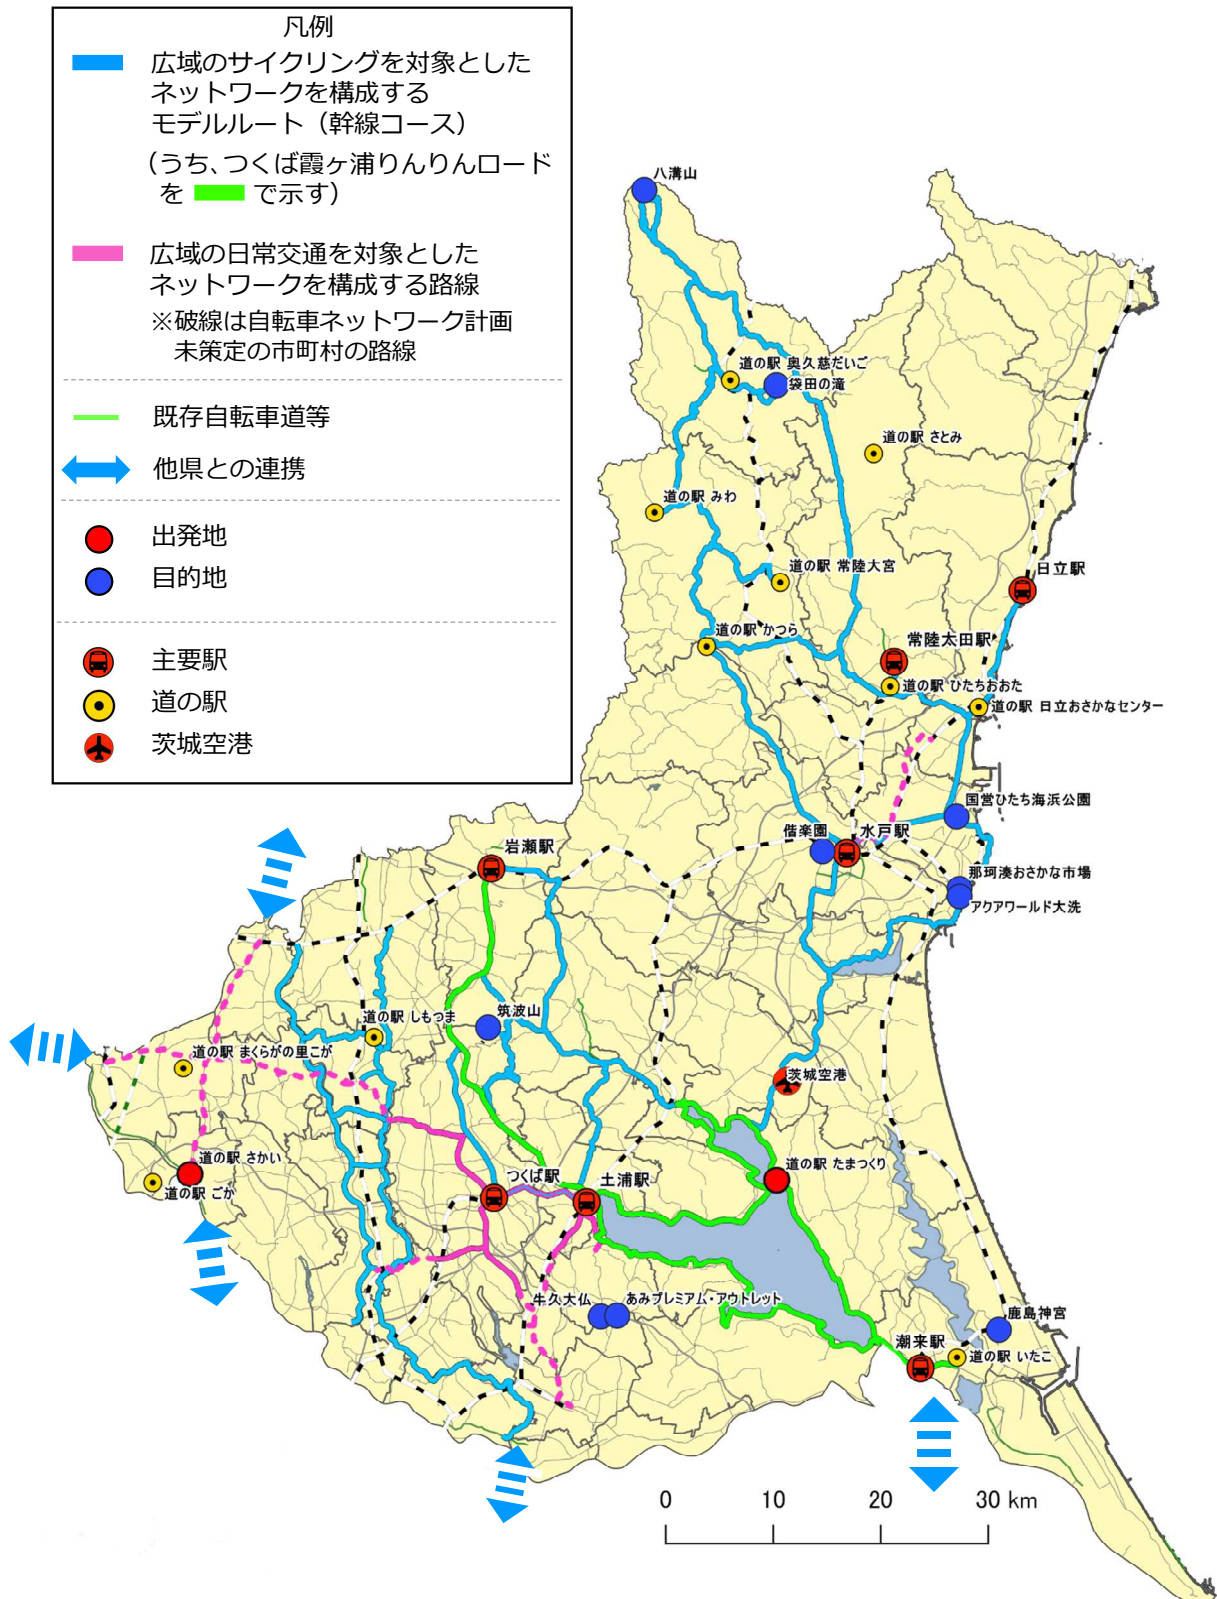 凡例
広域のサイクリングを対象とした
ネットワークを構成する
モデルルート（幹線コース）
（うち、つくば霞ヶ浦りんりんロード
を で示す）
広域の日常交通を対象とした
ネットワークを構成する路線
※破線は自転車ネットワーク計画
未策定の市町村の路線
既存自転車道等
他県との連携
出発地
目的地
主要駅
道の駅
茨城空港
八溝山
道の駅 奥久慈だいご
袋田の滝
道の駅 さとみ
道の駅 みわ
道の駅 常陸大宮
日立駅
道の駅 かつら
常陸太田駅
道の駅 ひたちおおた
道の駅 日立おさかなセンター
国営ひたち海浜公園
偕楽園
水戸駅
岩瀬駅
那珂湊おさかな市場
アクアワールド大洗
筑波山
道の駅 しもつま
道の駅 まくらがの里こが
茨城空港
道の駅 さかい
道の駅 ごか
つくば駅
土浦駅
道の駅 たまつくり
牛久大仏
あみプレミアム・アウトレット
鹿島神宮
潮来駅
道の駅 いたこ
0 10 20 30 km